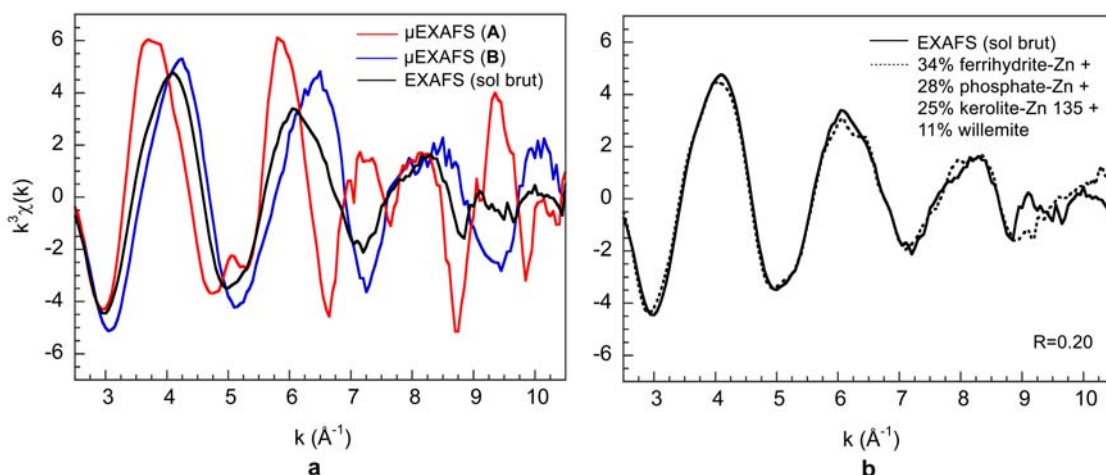 6
4
2
0
-2
-4
-6
k³χ(k)
μEXAFS (A)
μEXAFS (B)
EXAFS (sol brut)
3 4 5 6 7 8 9 10
k (Å⁻¹)
a
6
4
2
0
-2
-4
-6
EXAFS (sol brut)
34% ferrihydrite-Zn +
28% phosphate-Zn +
25% kerolite-Zn 135 +
11% willemite
R=0.20
3 4 5 6 7 8 9 10
k (Å⁻¹)
b